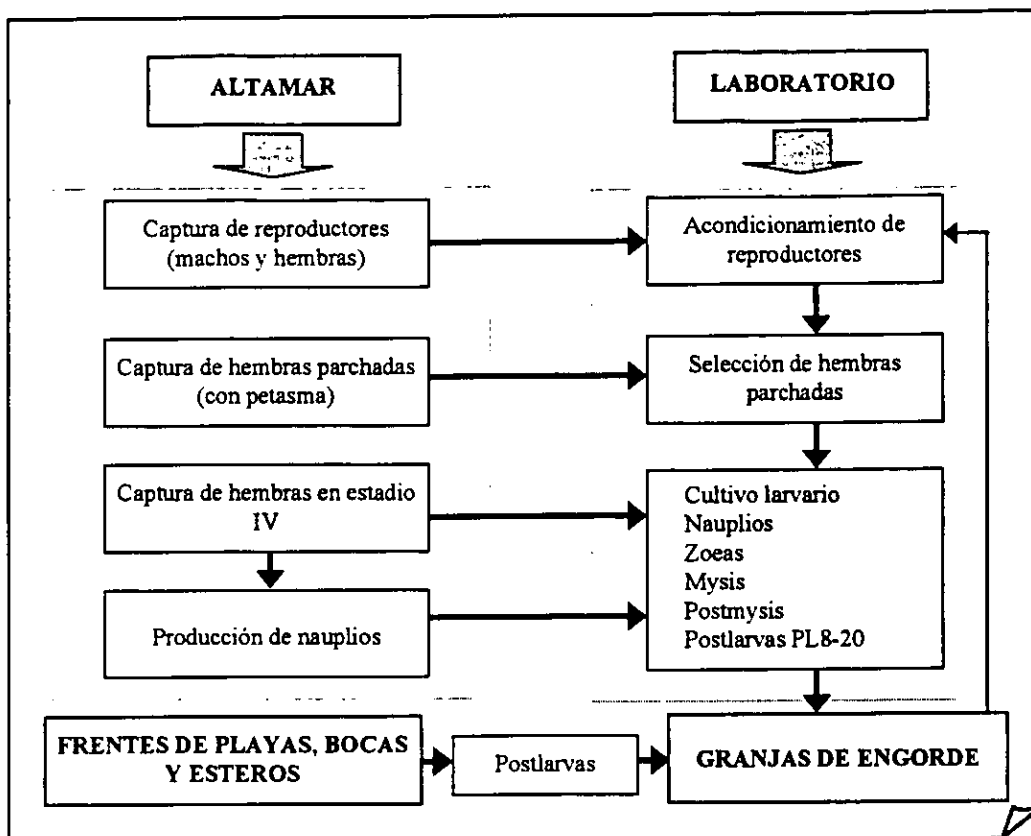 ALTAMAR
LABORATORIO
Captura de reproductores
(machos y hembras)
Acondicionamiento de
reproductores
Captura de hembras parchadas
(con petasma)
Selección de hembras
parchadas
Captura de hembras en estadio
IV
Producción de nauplios
Cultivo larvario
Nauplios
Zoeas
Mysis
Postmysis
Postlarvas PL8-20
FRENTES DE PLAYAS, BOCAS
Y ESTEROS
Postlarvas
GRANJAS DE ENGORDE